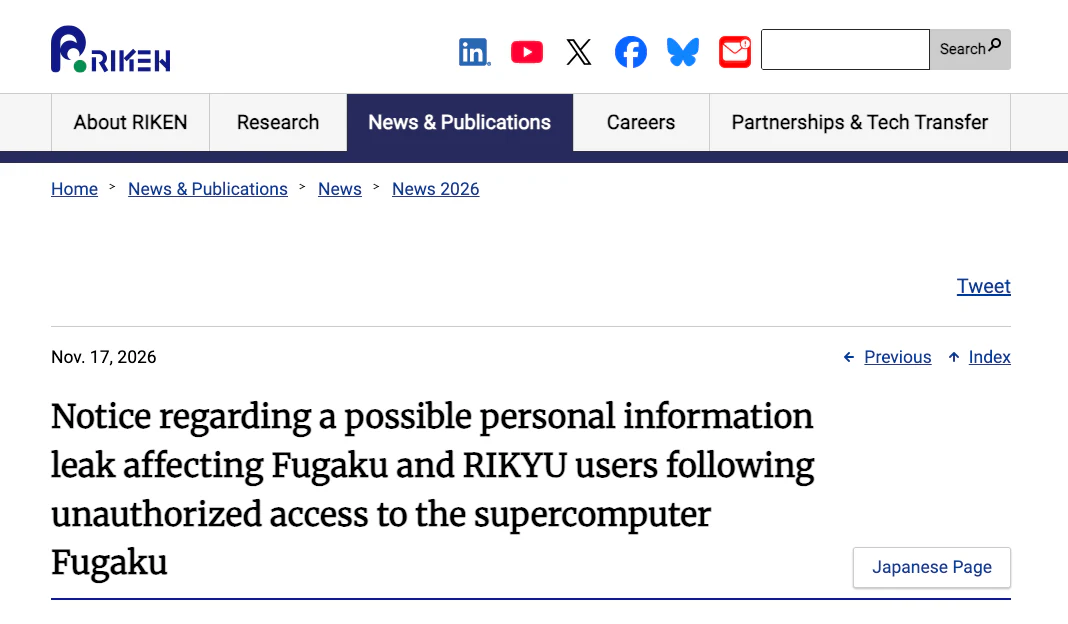 RIKEN
Search
About RIKEN
Research
News & Publications
Careers
Partnerships & Tech Transfer
Home > News & Publications > News > News 2026
Tweet
Nov. 17, 2026
← Previous ↑ Index
Notice regarding a possible personal information
leak affecting Fugaku and RIKYU users following
unauthorized access to the supercomputer
Fugaku
Japanese Page